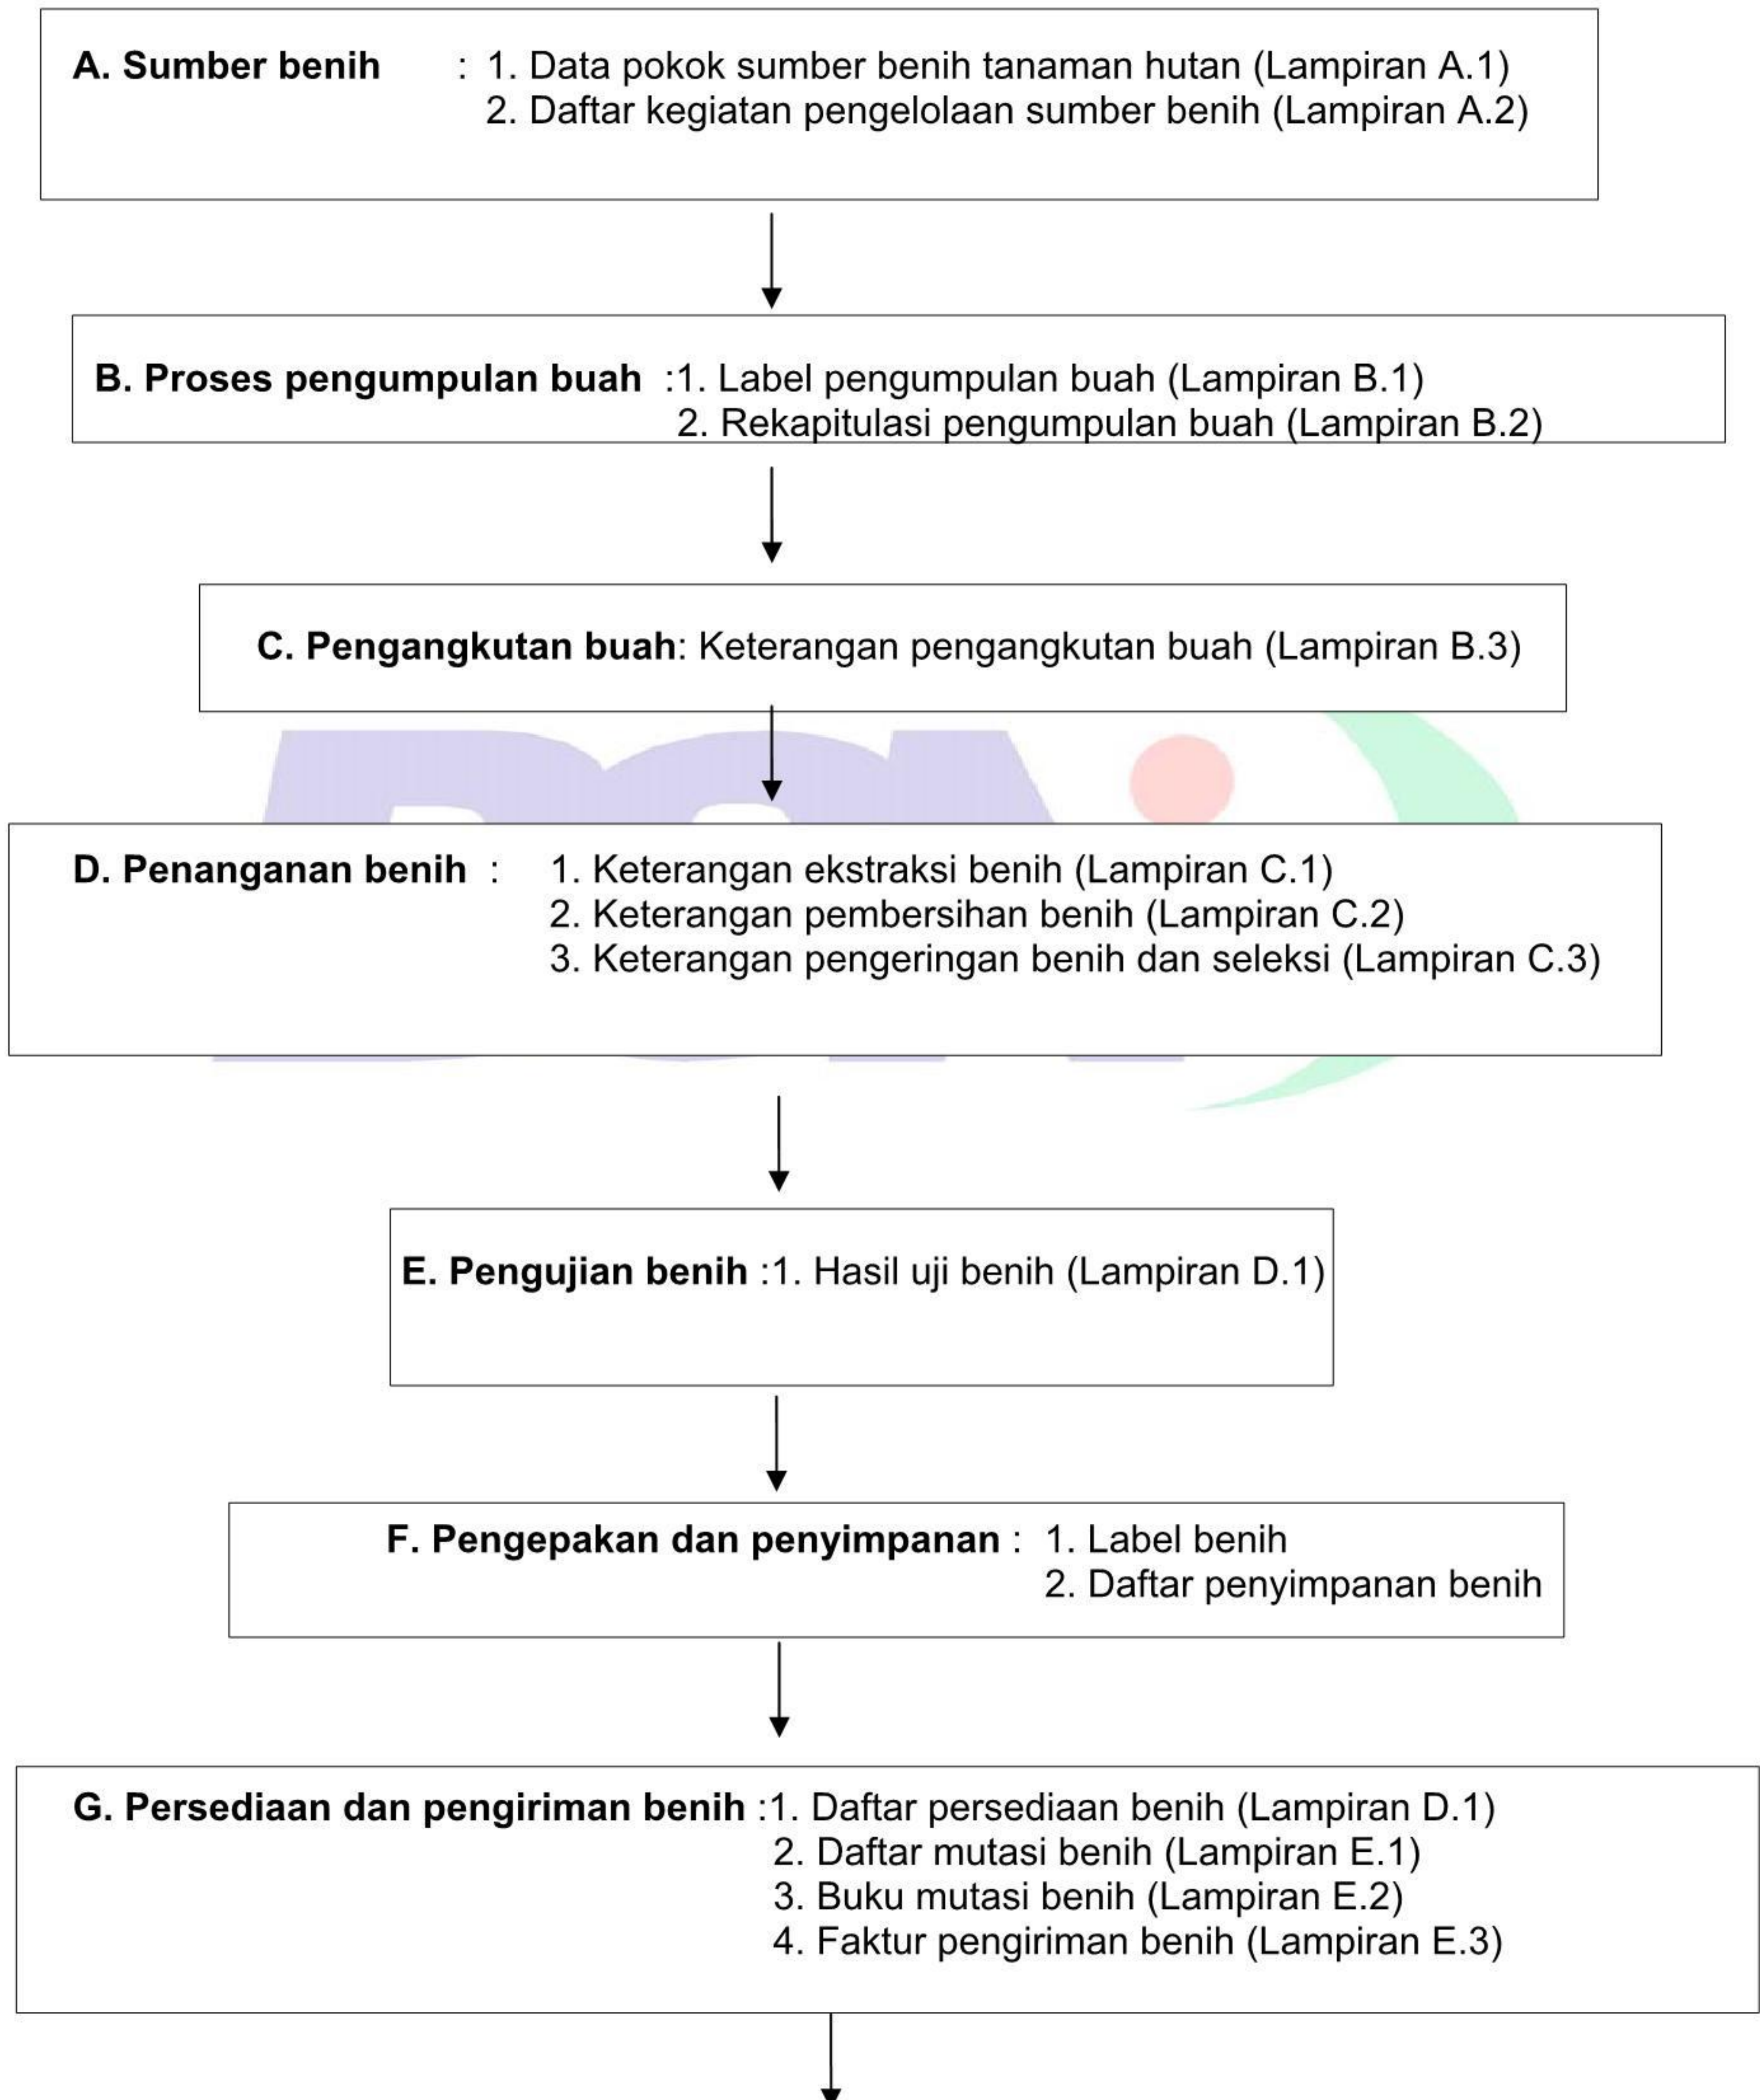 A. Sumber benih : 1. Data pokok sumber benih tanaman hutan (Lampiran A.1)
2. Daftar kegiatan pengelolaan sumber benih (Lampiran A.2)
B. Proses pengumpulan buah :1. Label pengumpulan buah (Lampiran B.1)
2. Rekapitulasi pengumpulan buah (Lampiran B.2)
C. Pengangkutan buah: Keterangan pengangkutan buah (Lampiran B.3)
D. Penanganan benih : 1. Keterangan ekstraksi benih (Lampiran C.1)
2. Keterangan pembersihan benih (Lampiran C.2)
3. Keterangan pengeringan benih dan seleksi (Lampiran C.3)
E. Pengujian benih :1. Hasil uji benih (Lampiran D.1)
F. Pengepakan dan penyimpanan : 1. Label benih
2. Daftar penyimpanan benih
G. Persediaan dan pengiriman benih :1. Daftar persediaan benih (Lampiran D.1)
2. Daftar mutasi benih (Lampiran E.1)
3. Buku mutasi benih (Lampiran E.2)
4. Faktur pengiriman benih (Lampiran E.3)